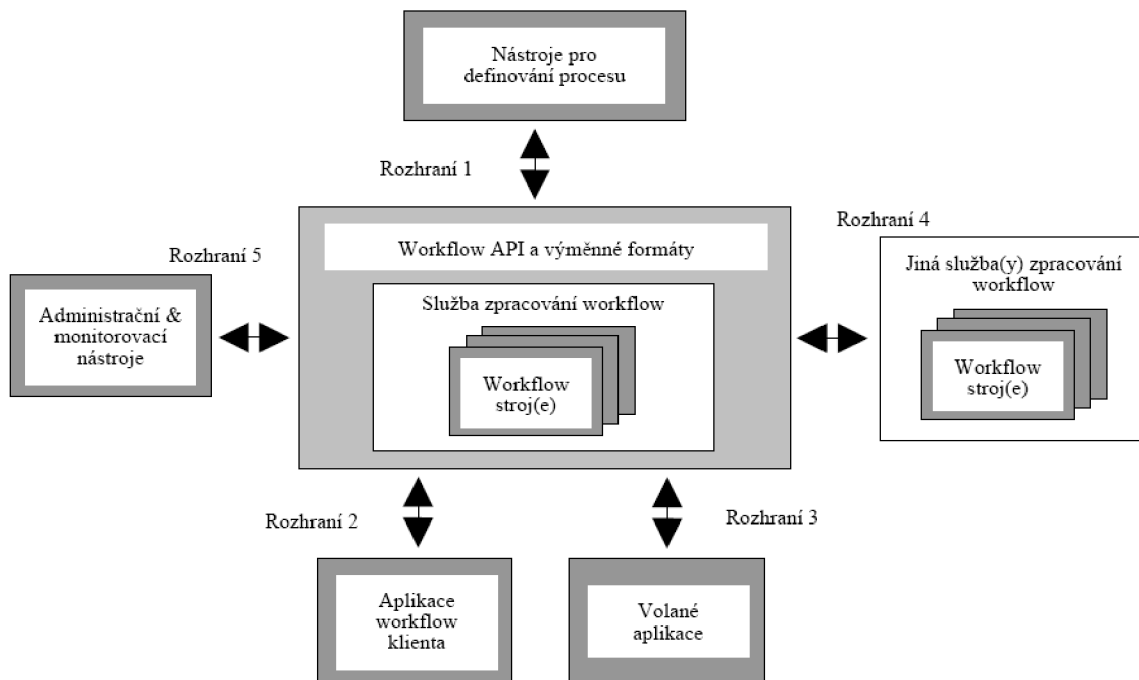 Nástroje pro
definování procesu
Rozhraní 1
Rozhraní 4
Workflow API a výměnné formáty
Rozhraní 5
Jiná služba(y) zpracování
workflow
Služba zpracování workflow
Administrační &
monitorovací
nástroje
Workflow
stroj(e)
Workflow
stroj(e)
Rozhraní 2
Rozhraní 3
Aplikace
workflow
klienta
Volané
aplikace